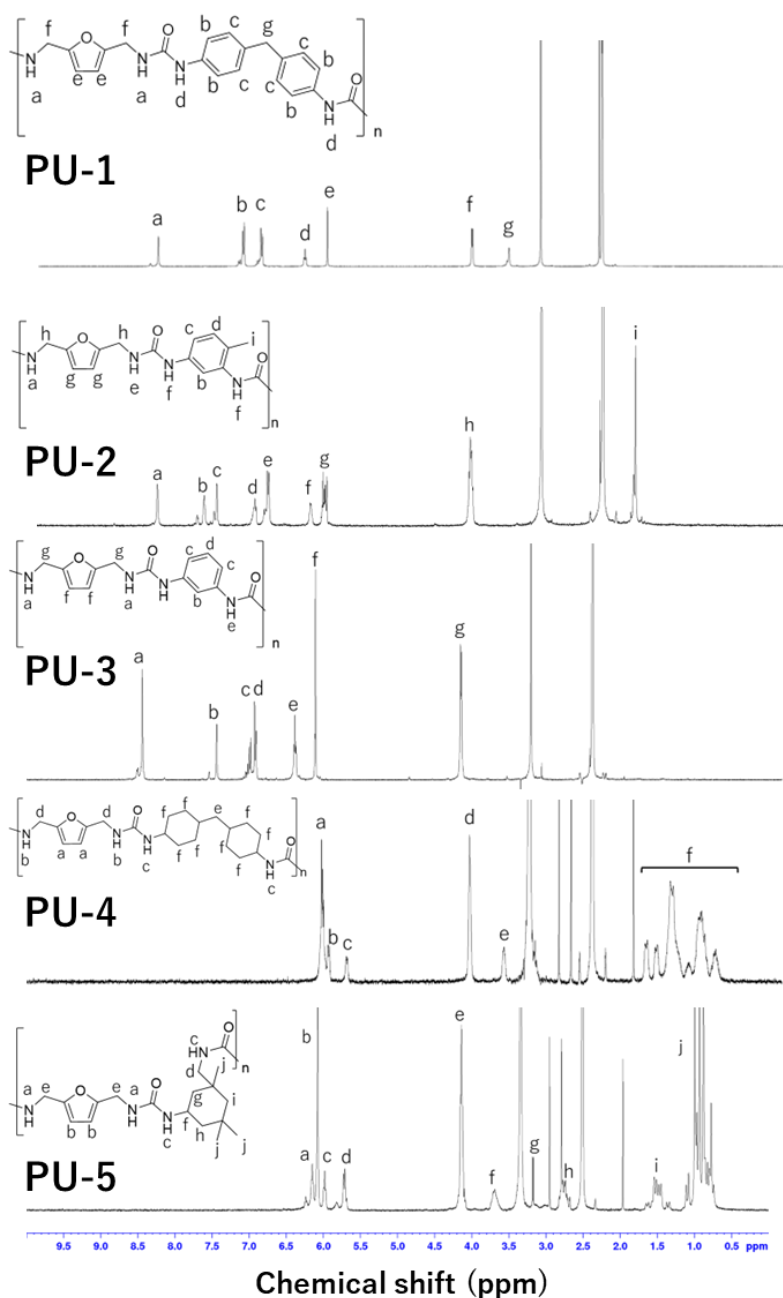 f f O b c g
O N H e e N H N H c b O
a a d b c c b N H n
d
PU-1
a b c d e f g
h O h O c d i
N H g g N H N H b N H O
a e f f n
PU-2
a b c d e f g h i
g O g O c d c O
N H f f N H N H b N H n
a a e
PU-3
a b c d e f g
d O d O f f e f f O
N H a a N H N H f f f f N H n
b b c c
PU-4
a b c d e f
c HN O n
d j
a e O e a O g i
N H b b N H N H f h j j
c
PU-5
a b c d e f g h i j
9.5 9.0 8.5 8.0 7.5 7.0 6.5 6.0 5.5 5.0 4.5 4.0 3.5 3.0 2.5 2.0 1.5 1.0 0.5 ppm
Chemical shift (ppm)